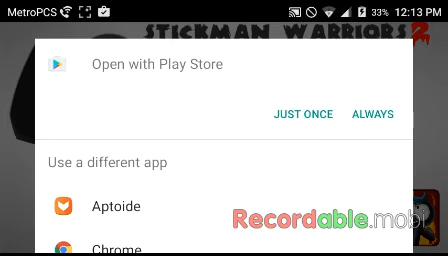 MetroPCS
33% 12:13 PM
STICKMAN WARRIORS 2
Open with Play Store
JUST ONCE ALWAYS
Use a different app
Aptoide
Recordable.mobi
Chrome